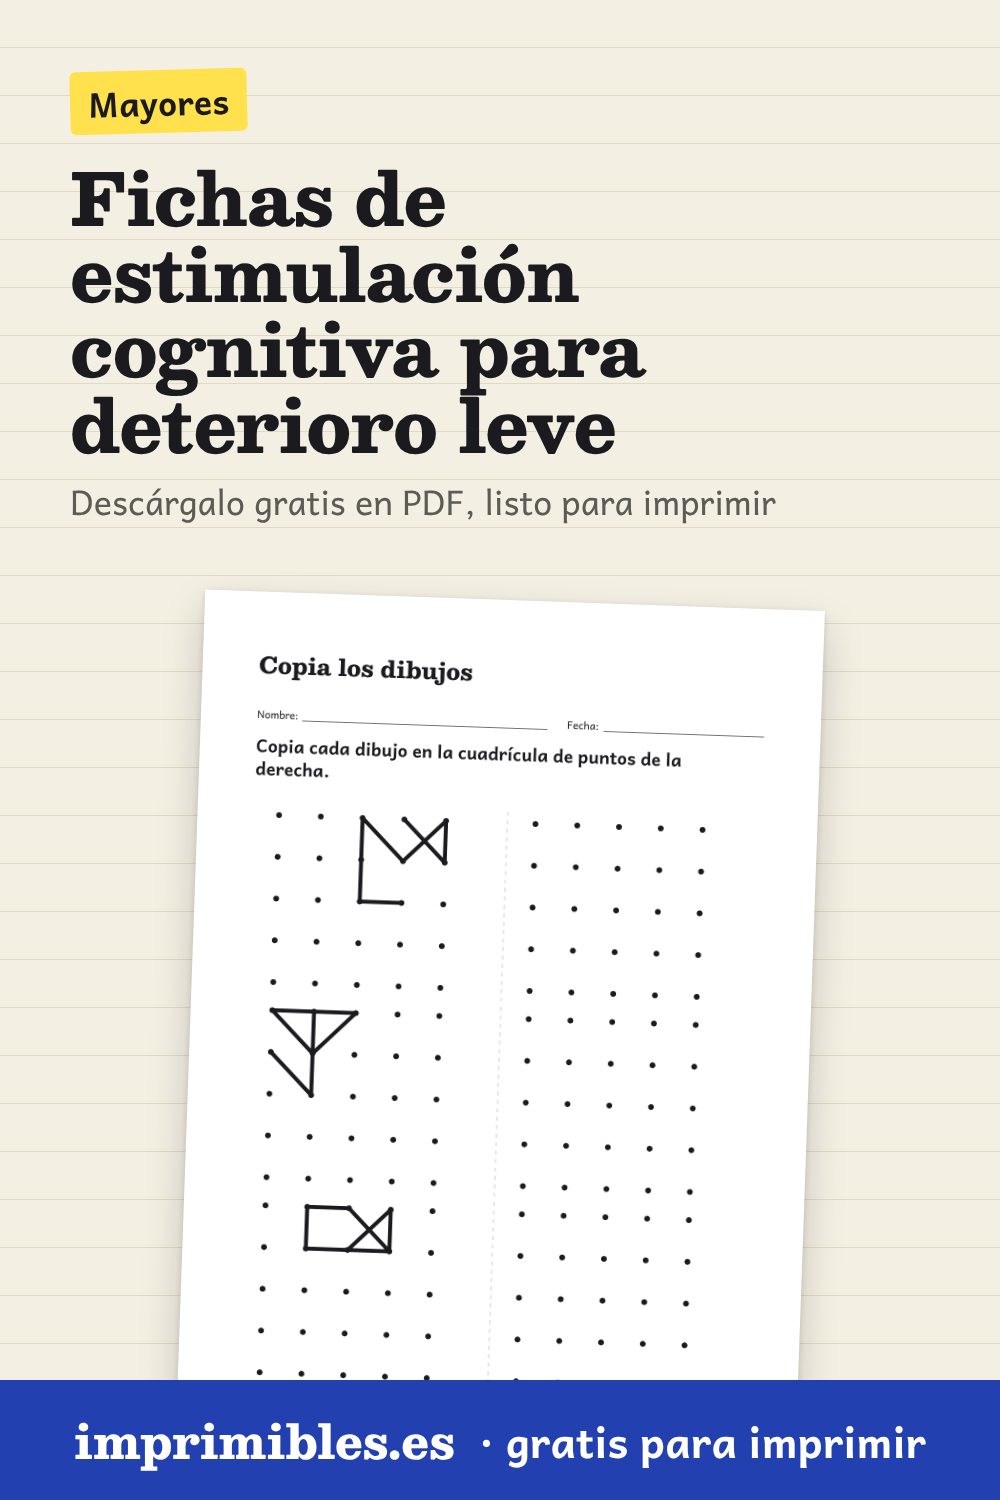 Mayores
Fichas de
estimulación
cognitiva para
deterioro leve
Descárgalo gratis en PDF, listo para imprimir
Copia los dibujos
Nombre: Fecha:
Copia cada dibujo en la cuadrícula de puntos de la
derecha.
imprimibles.es · gratis para imprimir